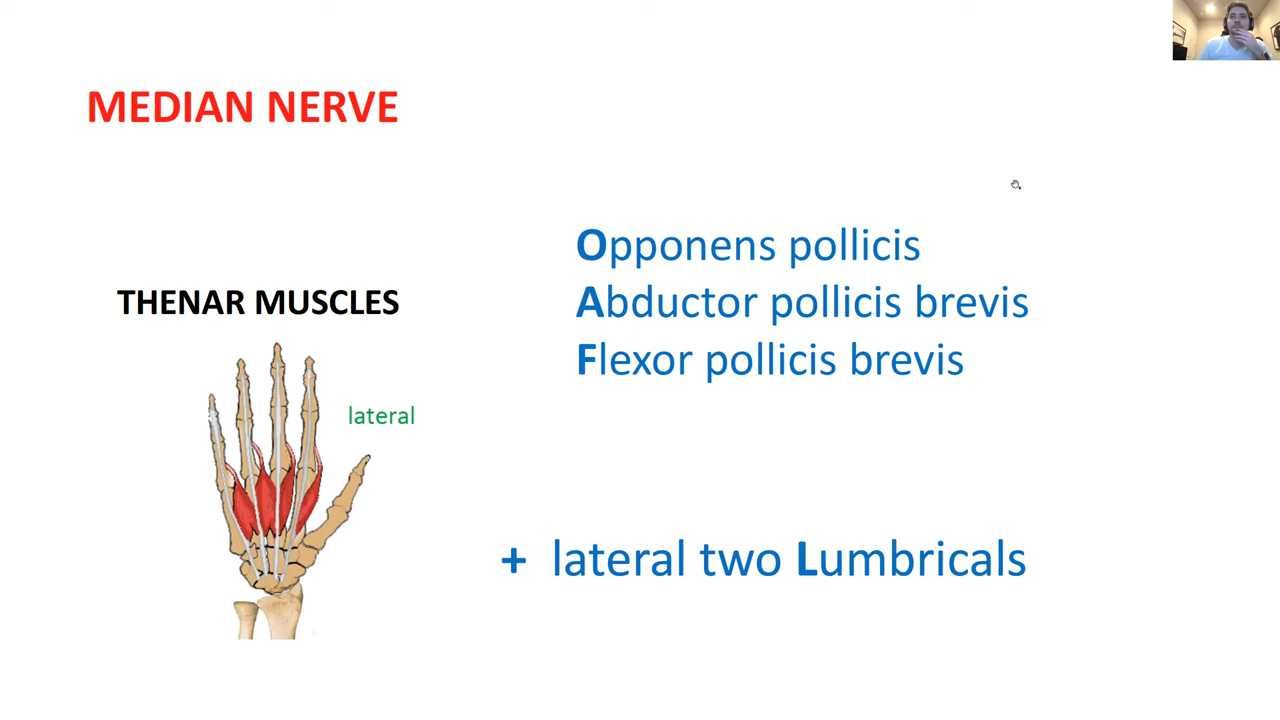 MEDIAN NERVE
Opponens pollicis
Abductor pollicis brevis
Flexor pollicis brevis
THENAR MUSCLES
lateral
+ lateral two Lumbricals